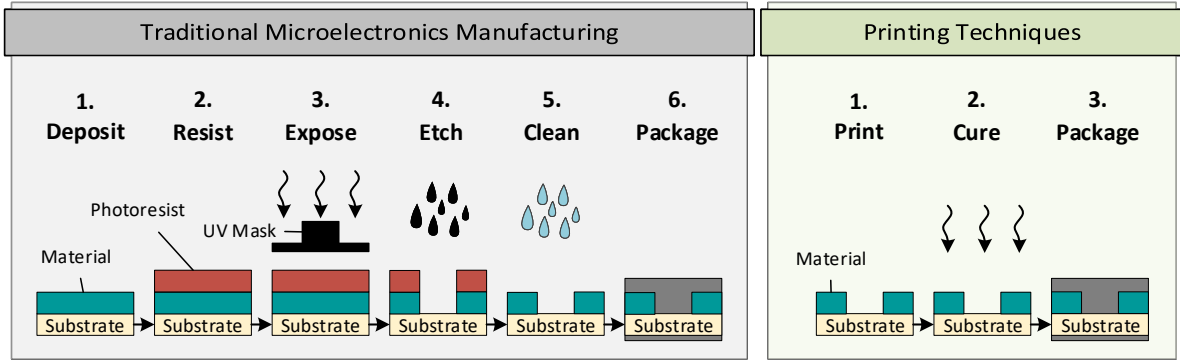 Traditional Microelectronics Manufacturing
1.
Deposit
2.
Resist
3.
Expose
4.
Etch
5.
Clean
6.
Package
Photoresist
UV Mask
Material
Substrate
Substrate
Substrate
Substrate
Substrate
Substrate
Printing Techniques
1.
Print
2.
Cure
3.
Package
Material
Substrate
Substrate
Substrate